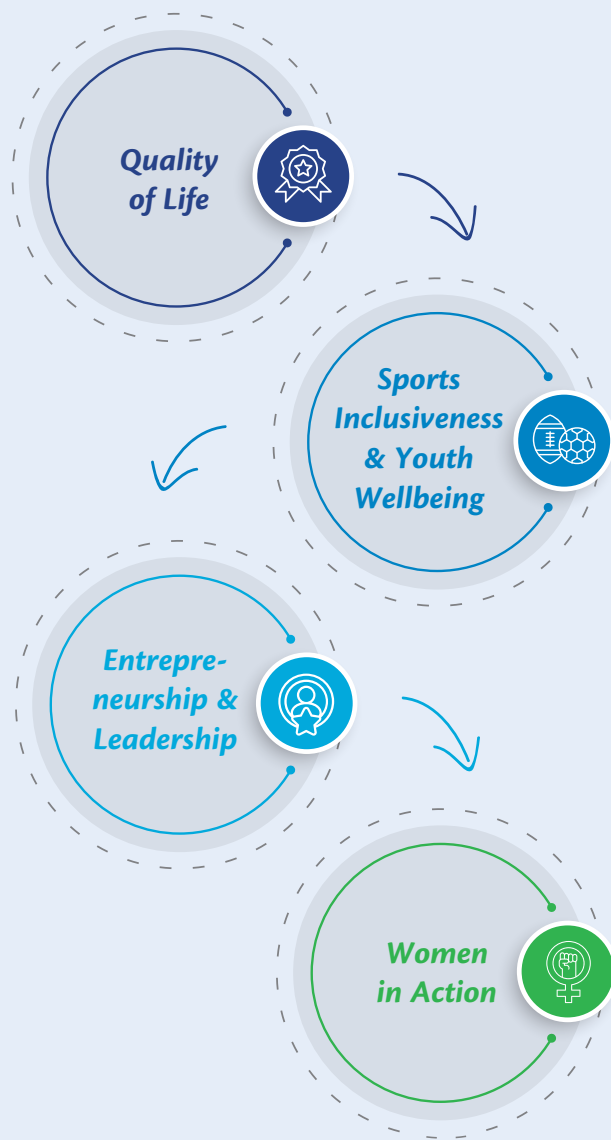 Quality
of Life
Sports
Inclusiveness
& Youth
Wellbeing
Entrepre-
neurship &
Leadership
Women
in Action